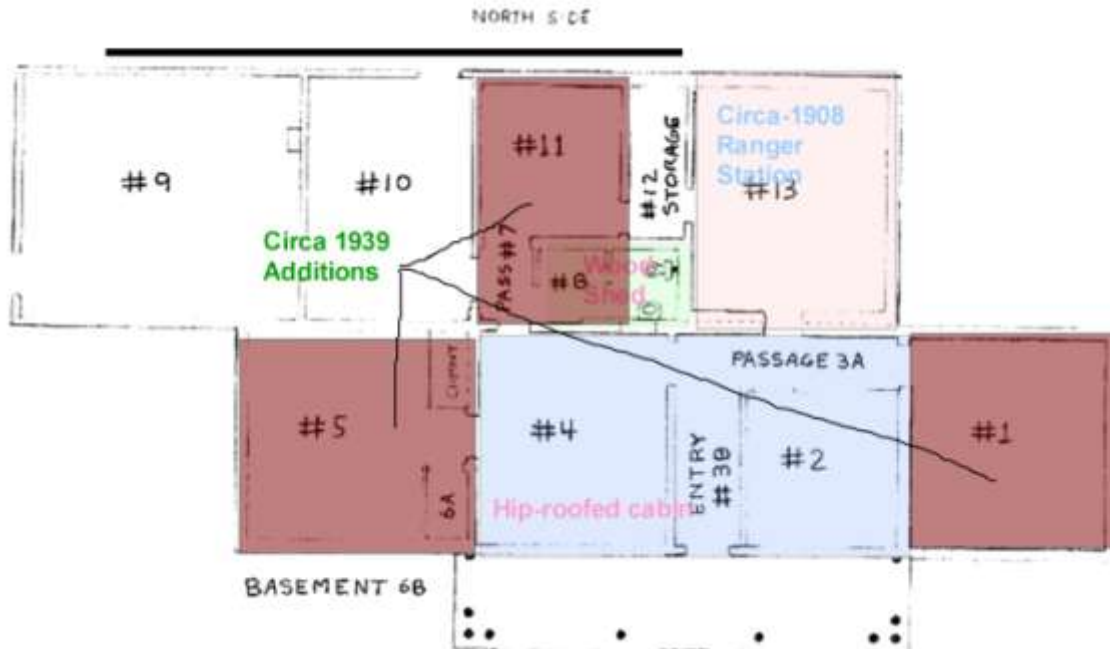 NORTH SIDE
Circa-1908
Ranger
Station
#9
#10
#11
#12
STORAGE
#13
Circa 1939
Additions
PASS #7
#8
Wood
Shed
PASSAGE 3A
#5
#4
ENTRY
#3B
#2
#1
6A
Hip-roofed cabin
BASEMENT 6B